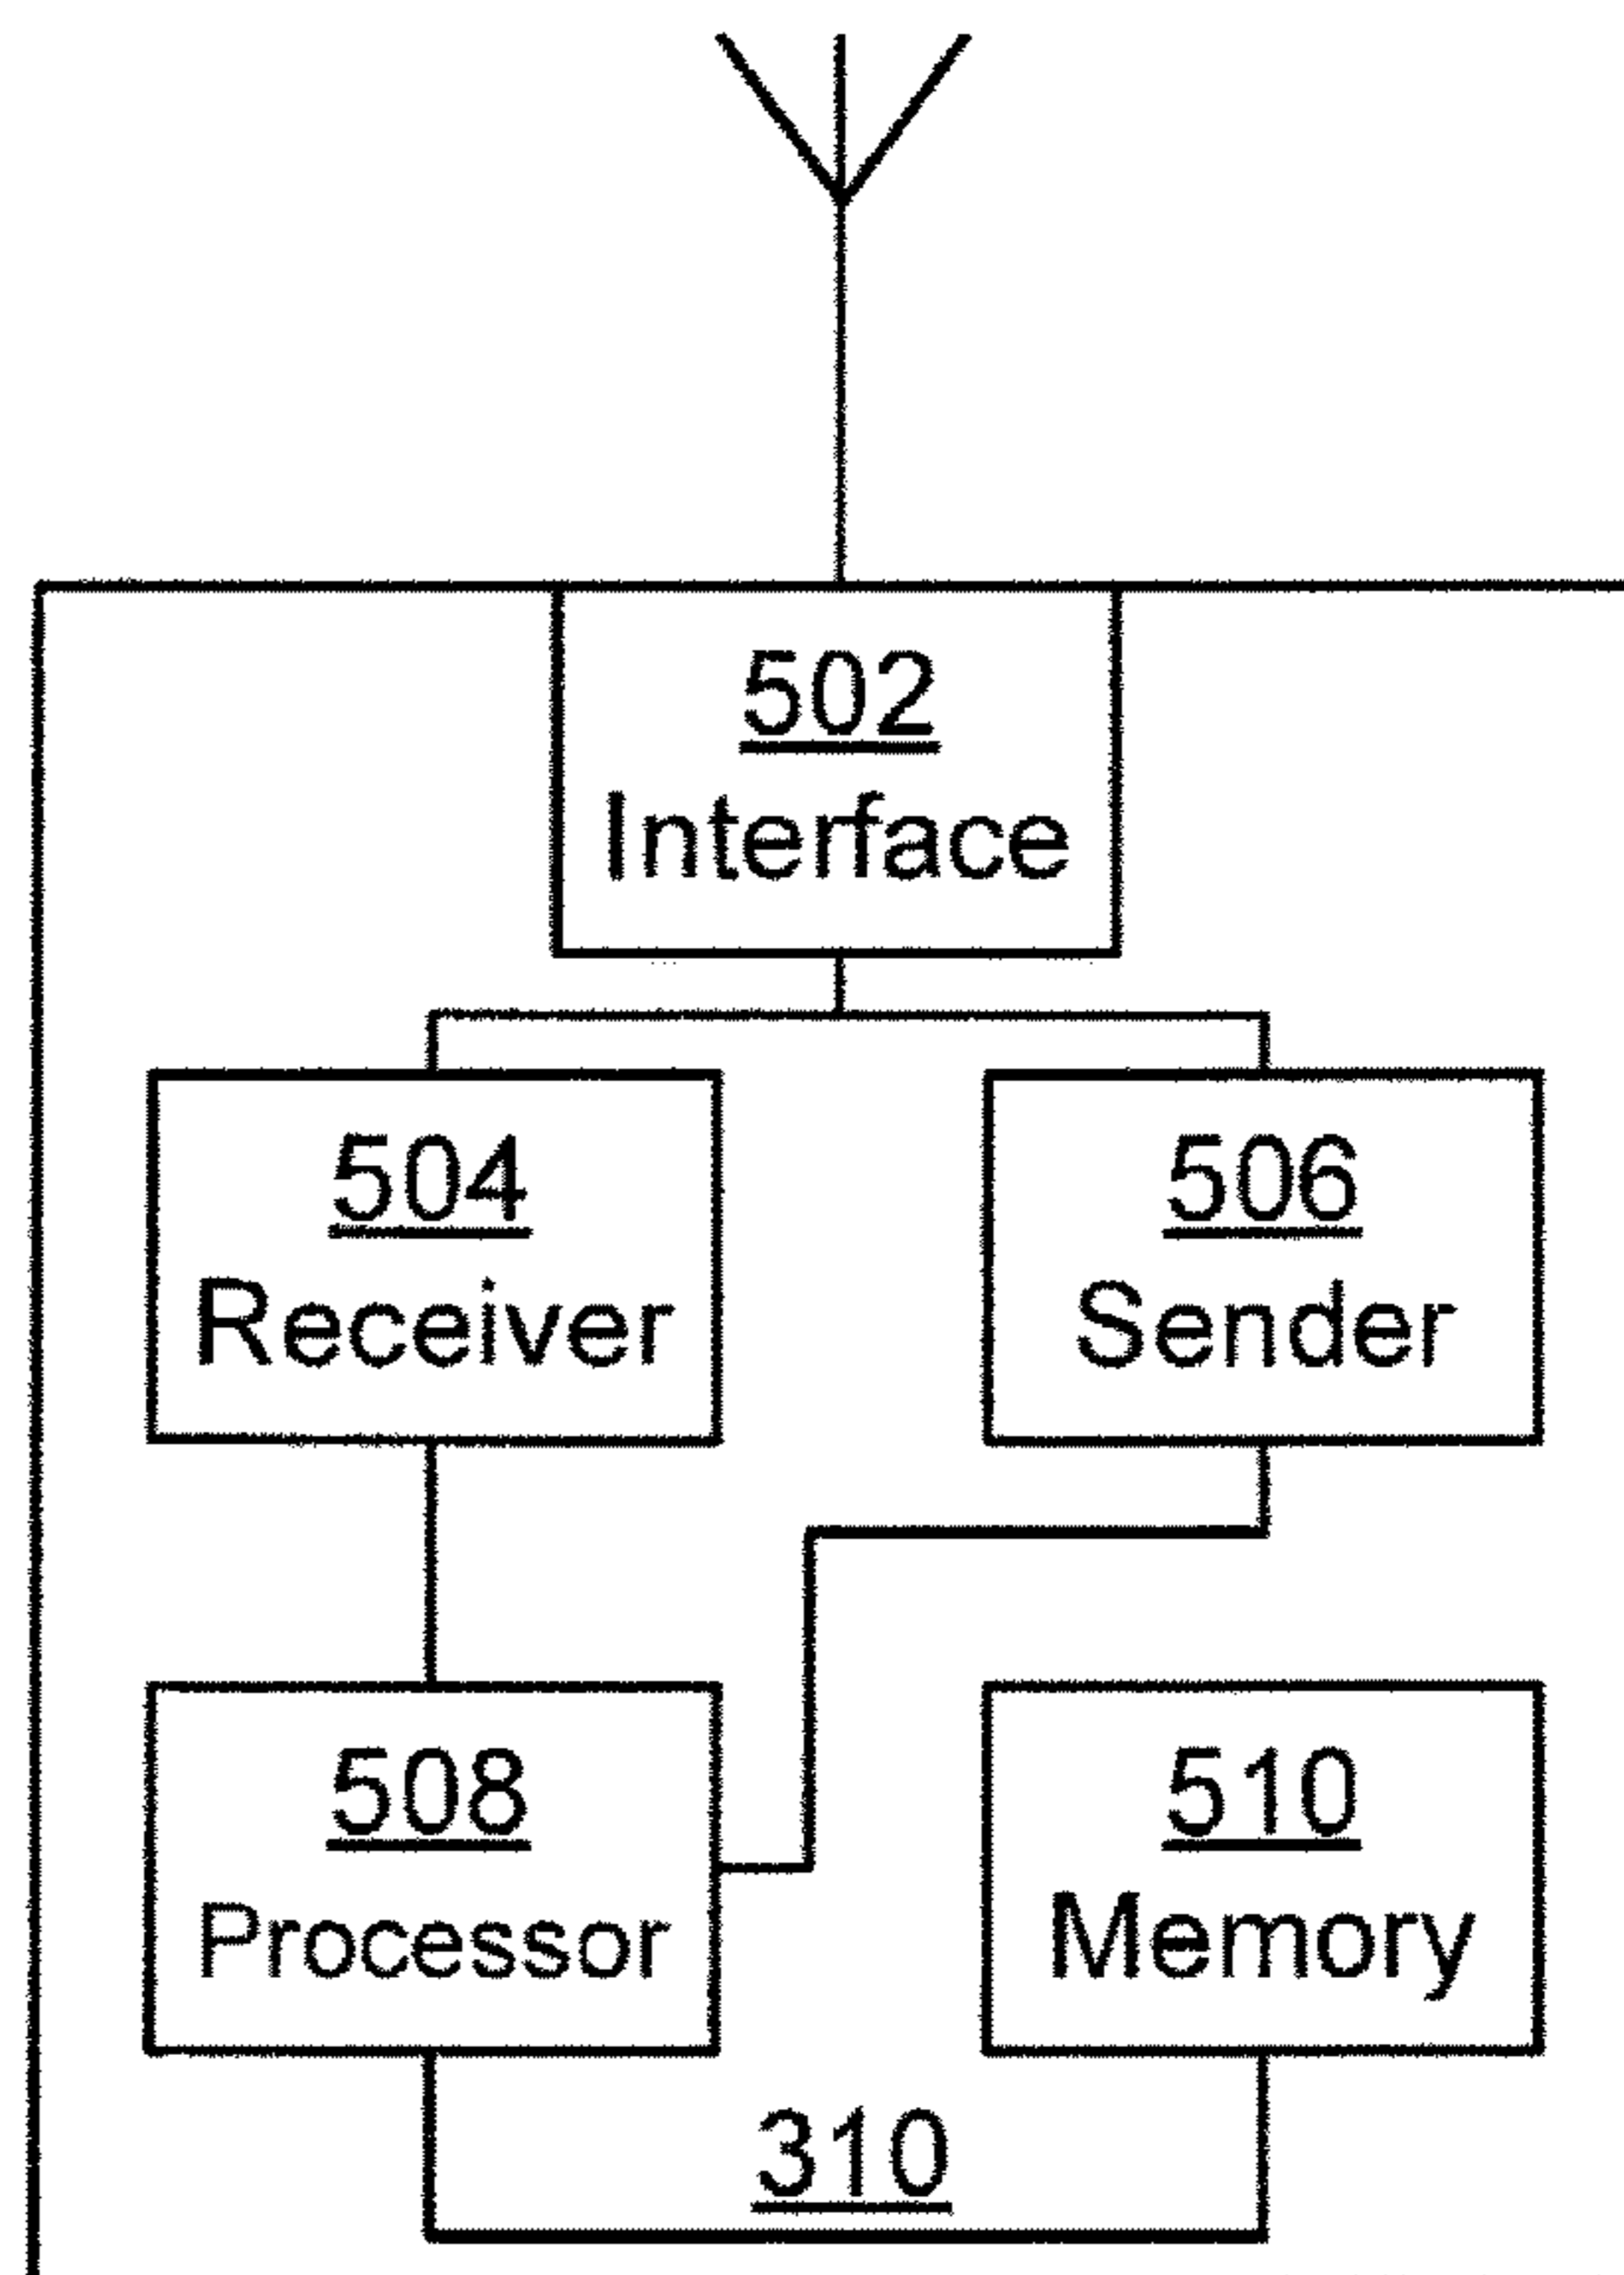 502
Interface
504
Receiver
506
Sender
508
Processor
510
Memory
310